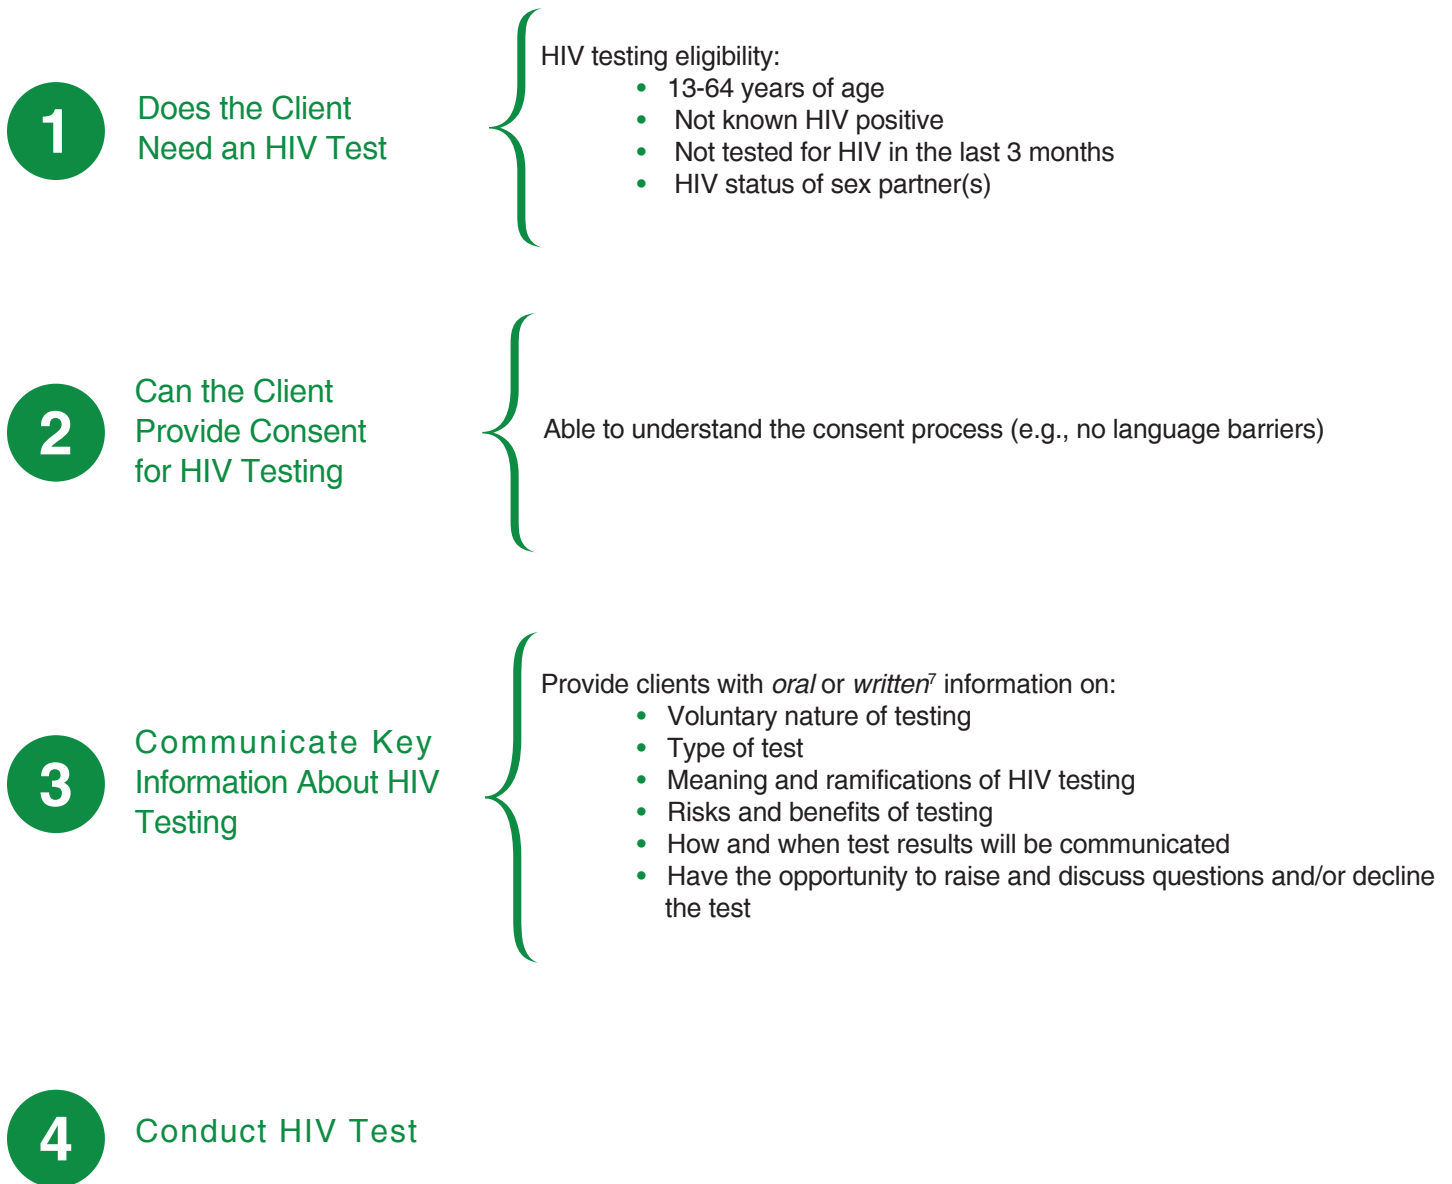 1
Does the Client
Need an HIV Test
HIV testing eligibility:
• 13-64 years of age
• Not known HIV positive
• Not tested for HIV in the last 3 months
• HIV status of sex partner(s)
2
Can the Client
Provide Consent
for HIV Testing
Able to understand the consent process (e.g., no language barriers)
3
Communicate Key
Information About HIV
Testing
Provide clients with oral or written⁷ information on:
• Voluntary nature of testing
• Type of test
• Meaning and ramifications of HIV testing
• Risks and benefits of testing
• How and when test results will be communicated
• Have the opportunity to raise and discuss questions and/or decline
the test
4
Conduct HIV Test